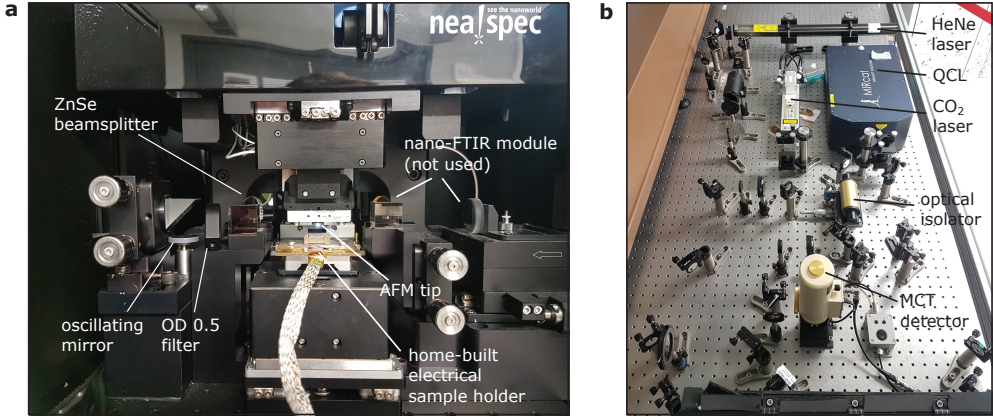 a
see the nanoworld
neaspec
ZnSe
beamsplitter
nano-FTIR module
(not used)
AFM tip
oscillating
mirror
OD 0.5
filter
home-built
electrical
sample holder
b
HeNe
laser
QCL
CO₂
laser
MIRcat
optical
isolator
MCT
detector